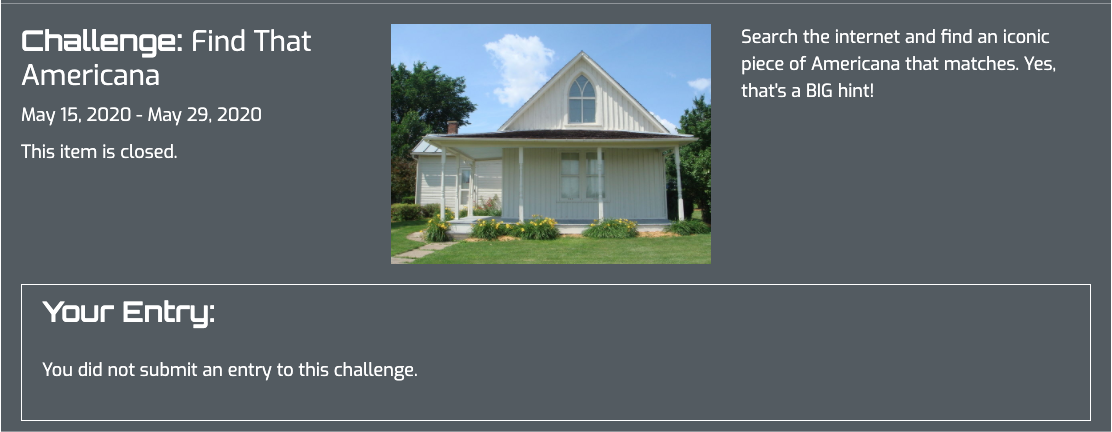 Challenge: Find That
Americana
May 15, 2020 - May 29, 2020
This item is closed.
Search the internet and find an iconic
piece of Americana that matches. Yes,
that's a BIG hint!
Your Entry:
You did not submit an entry to this challenge.